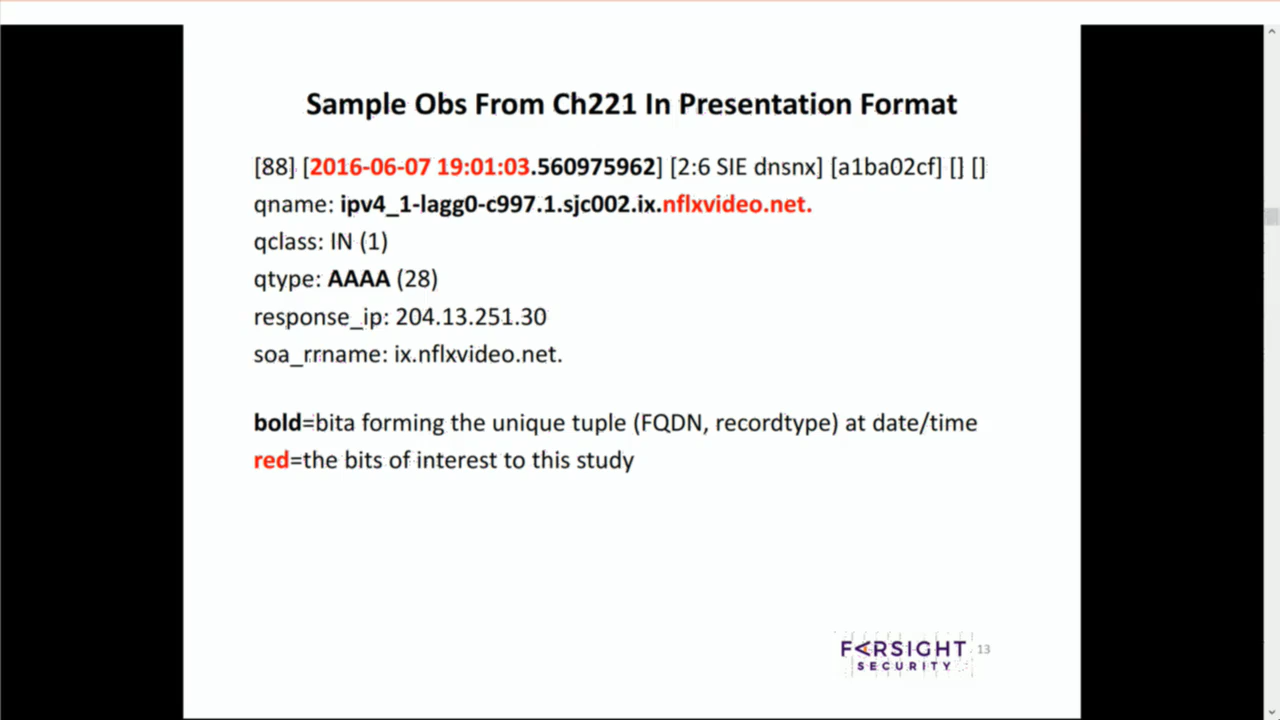 Sample Obs From Ch221 In Presentation Format
[88] [2016-06-07 19:01:03.560975962] [2:6 SIE dnsnx] [a1ba02cf] [] []
qname: ipv4_1-lagg0-c997.1.sjc002.ix.nflxvideo.net.
qclass: IN (1)
qtype: AAAA (28)
response_ip: 204.13.251.30
soa_rrname: ix.nflxvideo.net.
bold=bita forming the unique tuple (FQDN, recordtype) at date/time
red=the bits of interest to this study
FARSIGHT
SECURITY
13